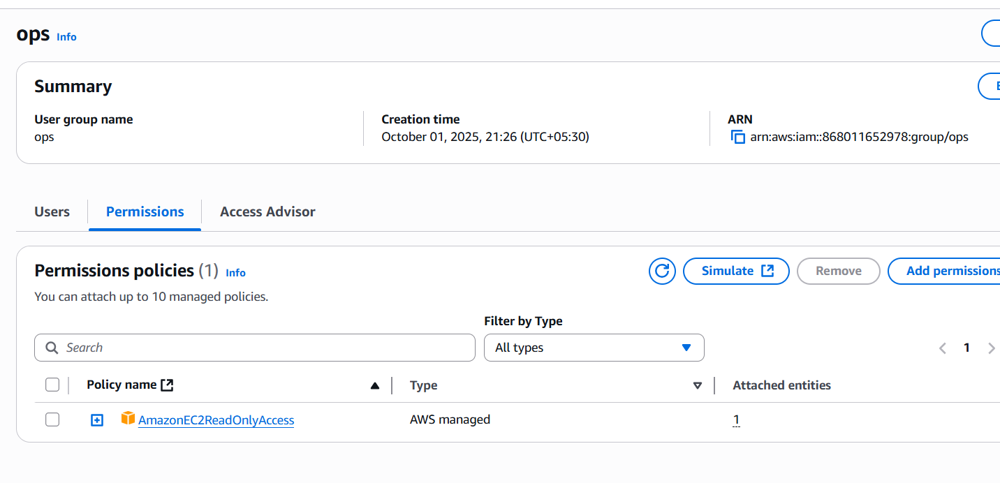 ops Info
Summary
User group name
ops
Creation time
October 01, 2025, 21:26 (UTC+05:30)
ARN
arn:aws:iam::868011652978:group/ops
Users
Permissions
Access Advisor
Permissions policies (1) Info
You can attach up to 10 managed policies.
Simulate
Remove
Add permissions
Search
Filter by Type
All types
1
Policy name
Type
Attached entities
AmazonEC2ReadOnlyAccess
AWS managed
1